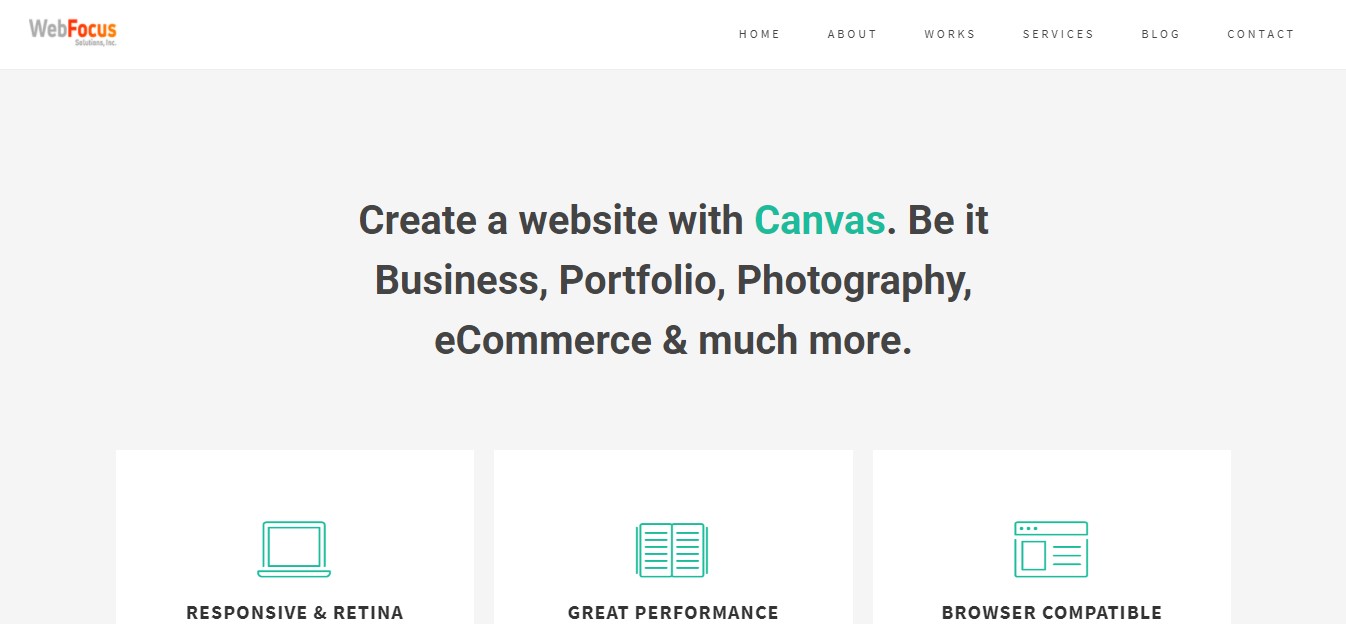 WebFocus
Solutions, Inc.
HOME ABOUT WORKS SERVICES BLOG CONTACT
Create a website with Canvas. Be it
Business, Portfolio, Photography,
eCommerce & much more.
RESPONSIVE & RETINA GREAT PERFORMANCE BROWSER COMPATIBLE